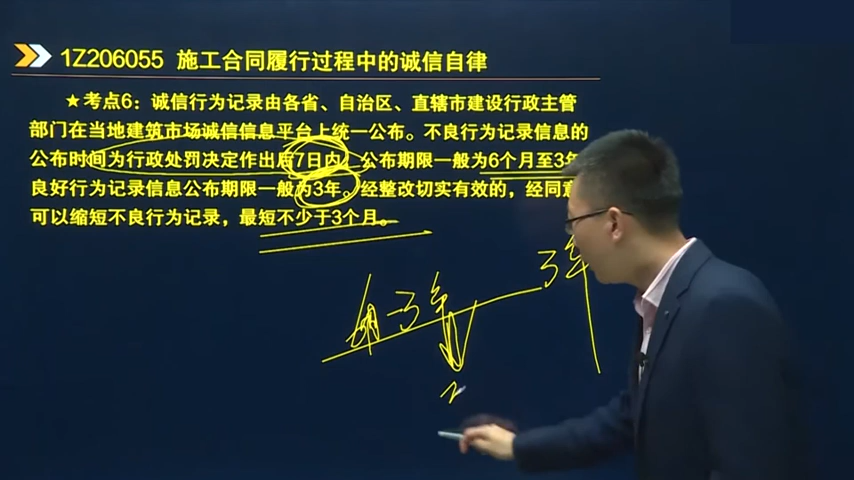 1Z206055 施工合同履行过程中的诚信自律
★考点6：诚信行为记录由各省、自治区、直辖市建设行政主管
部门在当地建筑市场诚信信息平台上统一公布。不良行为记录信息的
公布时间为行政处罚决定作出后7日内，公布期限一般为6个月至3年
良好行为记录信息公布期限一般为3年。经整改切实有效的，经同意
可以缩短不良行为记录，最短不少于3个月。
3年
3年